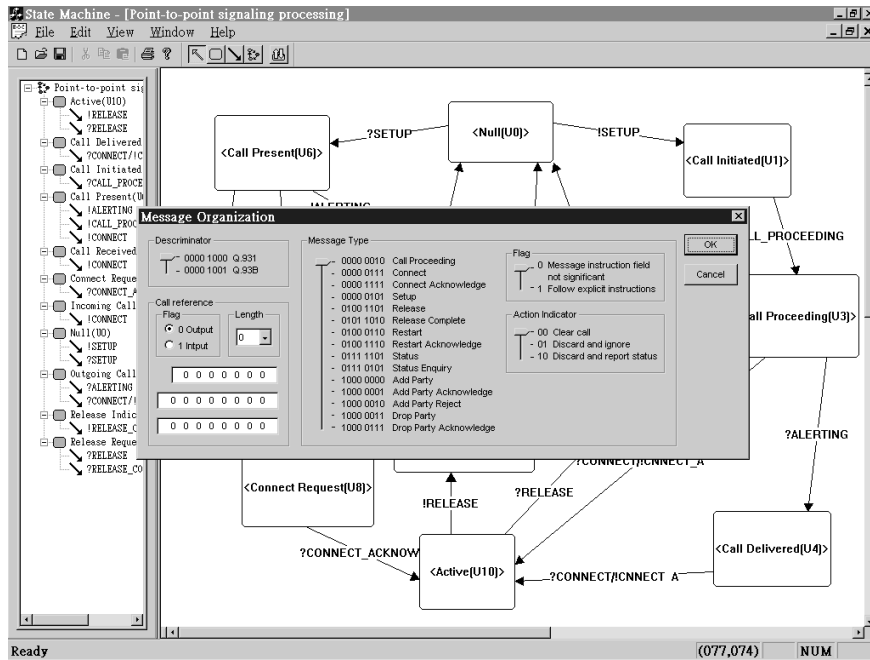 State Machine - [Point-to-point signaling processing]
File Edit View Window Help
Point-to-point sig
Active(U10)
!RELEASE
?RELEASE
Call Delivered
?CONNECT/!C
Call Initiated
?CALL_PROCE
Call Present(U
!ALERTING
!CALL_PROC
!CONNECT
Call Received
!CONNECT
Connect Reque
?CONNECT_A
Incoming Call
!CONNECT
Null(U0)
!SETUP
?SETUP
Outgoing Call
?ALERTING
?CONNECT/!
Release Indic
!RELEASE_C
Release Reque
?RELEASE
?RELEASE_CO
<Call Present(U6)>
?SETUP
<Null(U0)>
!SETUP
<Call Initiated(U1)>
!ALERTING
LL_PROCEEDING
all Proceeding(U3)>
?ALERTING
Message Organization
Descriminator
0000 1000 Q.931
0000 1001 Q.93B
Call reference
Flag
0 Output
1 Intput
Length
0
0 0 0 0 0 0 0
0 0 0 0 0 0 0 0
0 0 0 0 0 0 0 0
Message Type
0000 0010 Call Proceeding
0000 0111 Connect
0000 1111 Connect Acknowledge
0000 0101 Setup
0100 1101 Release
0101 1010 Release Complete
0100 0110 Restart
0100 1110 Restart Acknowledge
0111 1101 Status
0111 0101 Status Enquiry
1000 0000 Add Party
1000 0001 Add Party Acknowledge
1000 0010 Add Party Reject
1000 0011 Drop Party
1000 0111 Drop Party Acknowledge
Flag
0 Message instruction field
not significant
1 Follow explicit instructions
Action Indicator
00 Clear call
01 Discard and ignore
10 Discard and report status
OK
Cancel
<Connect Request(U8)>
!RELEASE
?RELEASE
?CONNECT/!CNNECT_A
?CONNECT_ACKNOW
<Active(U10)>
?CONNECT/!CNNECT A
<Call Delivered(U4)>
Ready
(077,074)
NUM